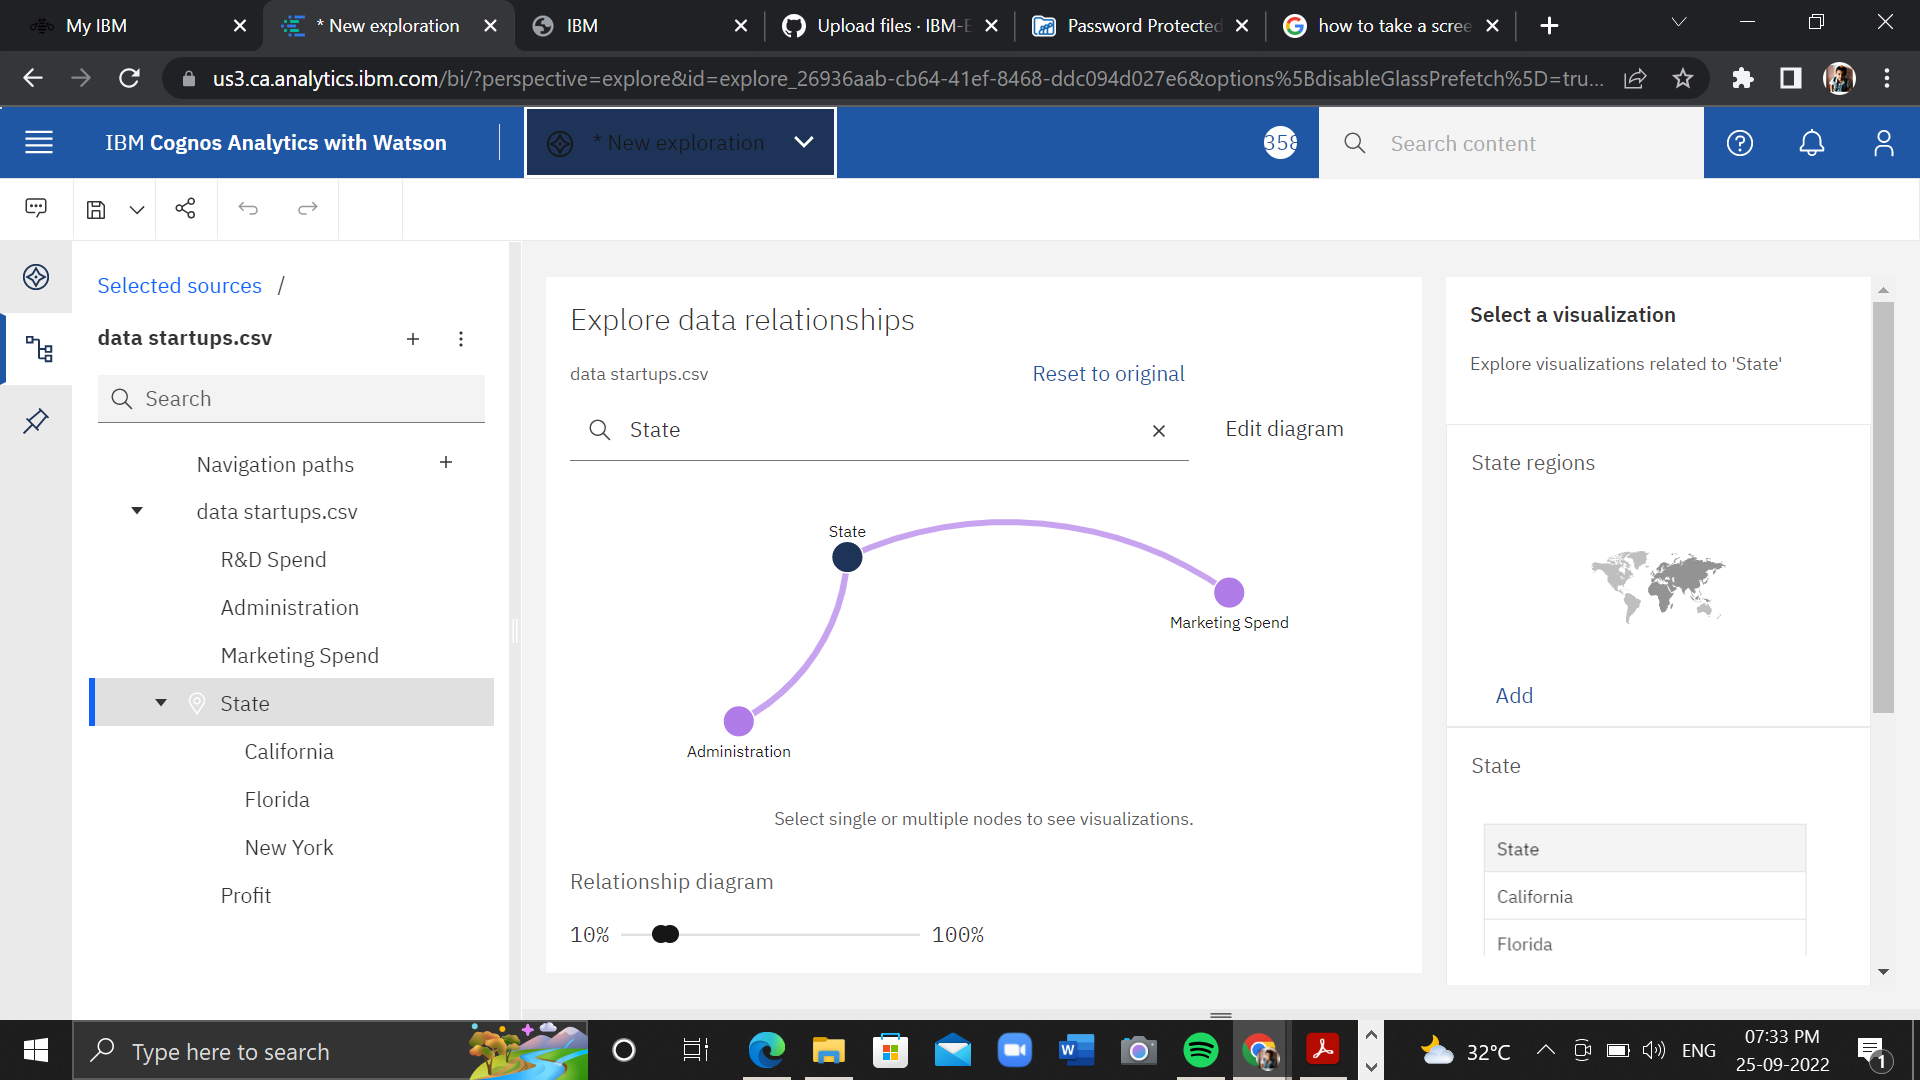 My IBM
* New exploration
IBM
Upload files · IBM-E
Password Protected
how to take a scree
us3.ca.analytics.ibm.com/bi/?perspective=explore&id=explore_26936aab-cb64-41ef-8468-ddc094d027e6&options%5BdisableGlassPrefetch%5D=tru...
IBM Cognos Analytics with Watson
* New exploration
358
Search content
Selected sources /
data startups.csv
Search
Navigation paths
data startups.csv
R&D Spend
Administration
Marketing Spend
State
California
Florida
New York
Profit
Explore data relationships
data startups.csv
Reset to original
State
Edit diagram
State
Marketing Spend
Administration
Select single or multiple nodes to see visualizations.
Relationship diagram
10%
100%
Select a visualization
Explore visualizations related to 'State'
State regions
Add
State
State
California
Florida
Type here to search
32°C
ENG
07:33 PM
25-09-2022
1